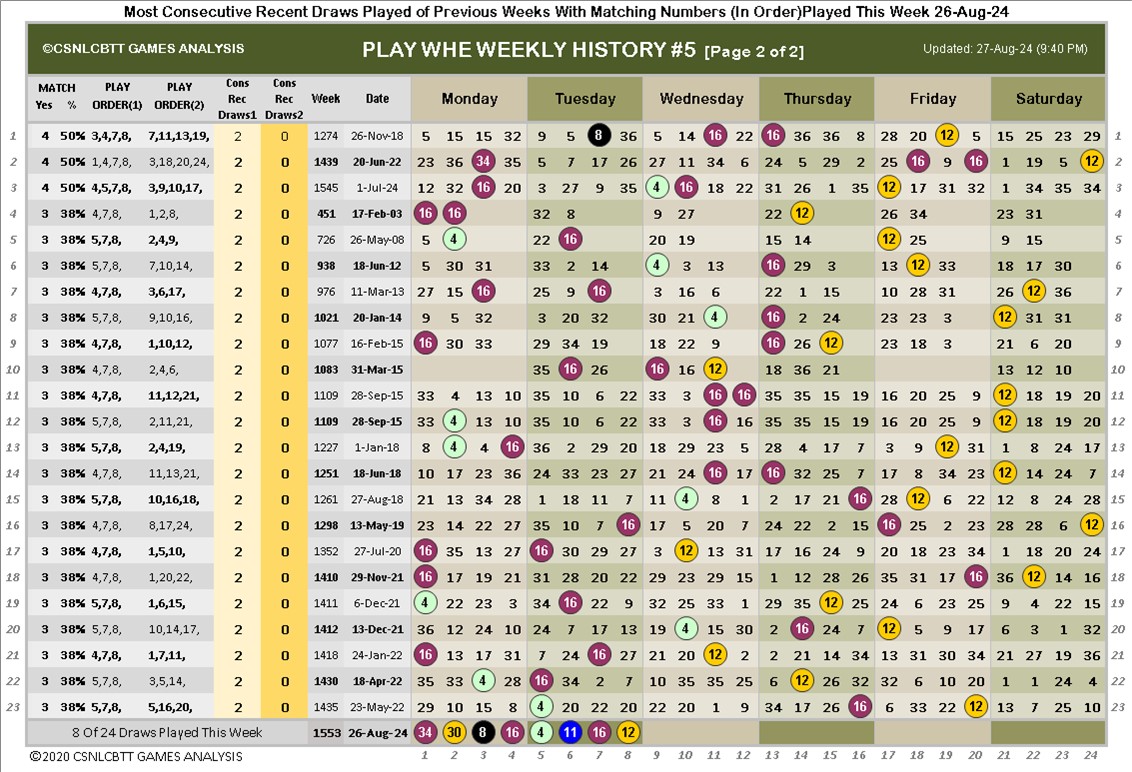 Most Consecutive Recent Draws Played of Previous Weeks With Matching Numbers (In Order)Played This Week 26-Aug-24
©CSNLCBTT GAMES ANALYSIS PLAY WHE WEEKLY HISTORY #5 [Page 2 of 2] Updated: 27-Aug-24 (9:40 PM)
MATCH Yes % PLAY ORDER(1) PLAY ORDER(2) Cons Rec Draws1 Cons Rec Draws2 Week Date Monday Tuesday Wednesday Thursday Friday Saturday
1 4 50% 3,4,7,8, 7,11,13,19, 2 0 1274 26-Nov-18 5 15 15 32 9 5 8 36 5 14 16 22 16 36 36 8 28 20 12 5 15 25 23 29 1
2 4 50% 1,4,7,8, 3,18,20,24, 2 0 1439 20-Jun-22 23 36 34 35 5 7 17 26 27 11 34 6 24 5 29 2 25 16 9 16 1 19 5 12 2
3 4 50% 4,5,7,8, 3,9,10,17, 2 0 1545 1-Jul-24 12 32 16 20 3 27 9 35 4 16 18 22 31 26 1 35 12 17 31 32 1 34 35 34 3
4 3 38% 4,7,8, 1,2,8, 2 0 451 17-Feb-03 16 16 32 8 9 27 22 12 26 34 23 31 4
5 3 38% 5,7,8, 2,4,9, 2 0 726 26-May-08 5 4 22 16 20 19 15 14 12 25 9 15 5
6 3 38% 5,7,8, 7,10,14, 2 0 938 18-Jun-12 5 30 31 33 2 14 4 3 13 16 29 3 13 12 33 18 17 30 6
7 3 38% 4,7,8, 3,6,17, 2 0 976 11-Mar-13 27 15 16 25 9 16 3 16 6 22 1 15 10 28 31 26 12 36 7
8 3 38% 5,7,8, 9,10,16, 2 0 1021 20-Jan-14 9 5 32 3 20 32 30 21 4 16 2 24 23 23 3 12 31 31 8
9 3 38% 4,7,8, 1,10,12, 2 0 1077 16-Feb-15 16 30 33 29 34 19 18 22 9 16 26 12 23 18 3 21 6 20 9
10 3 38% 4,7,8, 2,4,6, 2 0 1083 31-Mar-15 35 16 26 16 16 12 18 36 21 13 12 10 10
11 3 38% 4,7,8, 11,12,21, 2 0 1109 28-Sep-15 33 4 13 10 35 10 6 22 33 3 16 16 35 35 15 19 16 20 25 9 12 18 19 20 11
12 3 38% 5,7,8, 2,11,21, 2 0 1109 28-Sep-15 33 4 13 10 35 10 6 22 33 3 16 16 35 35 15 19 16 20 25 9 12 18 19 20 12
13 3 38% 5,7,8, 2,4,19, 2 0 1227 1-Jan-18 8 4 4 16 36 2 29 20 18 29 23 5 23 4 17 7 3 9 12 31 1 8 24 17 13
14 3 38% 4,7,8, 11,13,21, 2 0 1251 18-Jun-18 10 17 23 36 24 33 23 27 21 24 16 17 16 32 25 7 17 8 34 23 12 14 24 7 14
15 3 38% 5,7,8, 10,16,18, 2 0 1261 27-Aug-18 21 13 34 28 1 18 11 7 11 4 8 1 2 17 21 16 28 12 6 22 12 8 24 28 15
16 3 38% 4,7,8, 8,17,24, 2 0 1298 13-May-19 23 14 22 27 35 10 7 16 17 5 20 7 24 22 2 15 16 25 2 23 28 28 6 12 16
17 3 38% 4,7,8, 1,5,10, 2 0 1352 27-Jul-20 16 35 13 27 16 30 29 27 3 12 13 31 17 16 24 9 20 18 23 34 1 18 20 24 17
18 3 38% 4,7,8, 1,20,22, 2 0 1410 29-Nov-21 16 17 19 21 31 28 20 22 29 23 29 15 1 12 28 26 35 31 17 16 36 12 14 16 18
19 3 38% 5,7,8, 1,6,15, 2 0 1411 6-Dec-21 4 22 23 3 34 16 22 9 32 25 33 1 29 35 12 25 24 6 23 25 9 4 22 15 19
20 3 38% 5,7,8, 10,14,17, 2 0 1412 13-Dec-21 36 12 24 10 24 7 17 13 19 4 15 30 2 16 24 7 12 5 9 17 6 3 1 32 20
21 3 38% 4,7,8, 1,7,11, 2 0 1418 24-Jan-22 16 13 17 31 7 24 16 27 21 20 12 2 2 21 14 34 13 31 30 34 21 27 19 36 21
22 3 38% 5,7,8, 3,5,14, 2 0 1430 18-Apr-22 35 33 4 28 16 34 2 7 10 35 35 25 6 12 26 32 32 6 10 20 1 1 24 4 22
23 3 38% 5,7,8, 5,16,20, 2 0 1435 23-May-22 29 10 15 8 4 20 20 15 22 20 1 9 34 17 26 16 6 33 22 12 13 7 25 10 23
8 Of 24 Draws Played This Week 1553 26-Aug-24 34 30 8 16 4 11 16 12
©2020 CSNLCBTT GAMES ANALYSIS 1 2 3 4 5 6 7 8 9 10 11 12 13 14 15 16 17 18 19 20 21 22 23 24